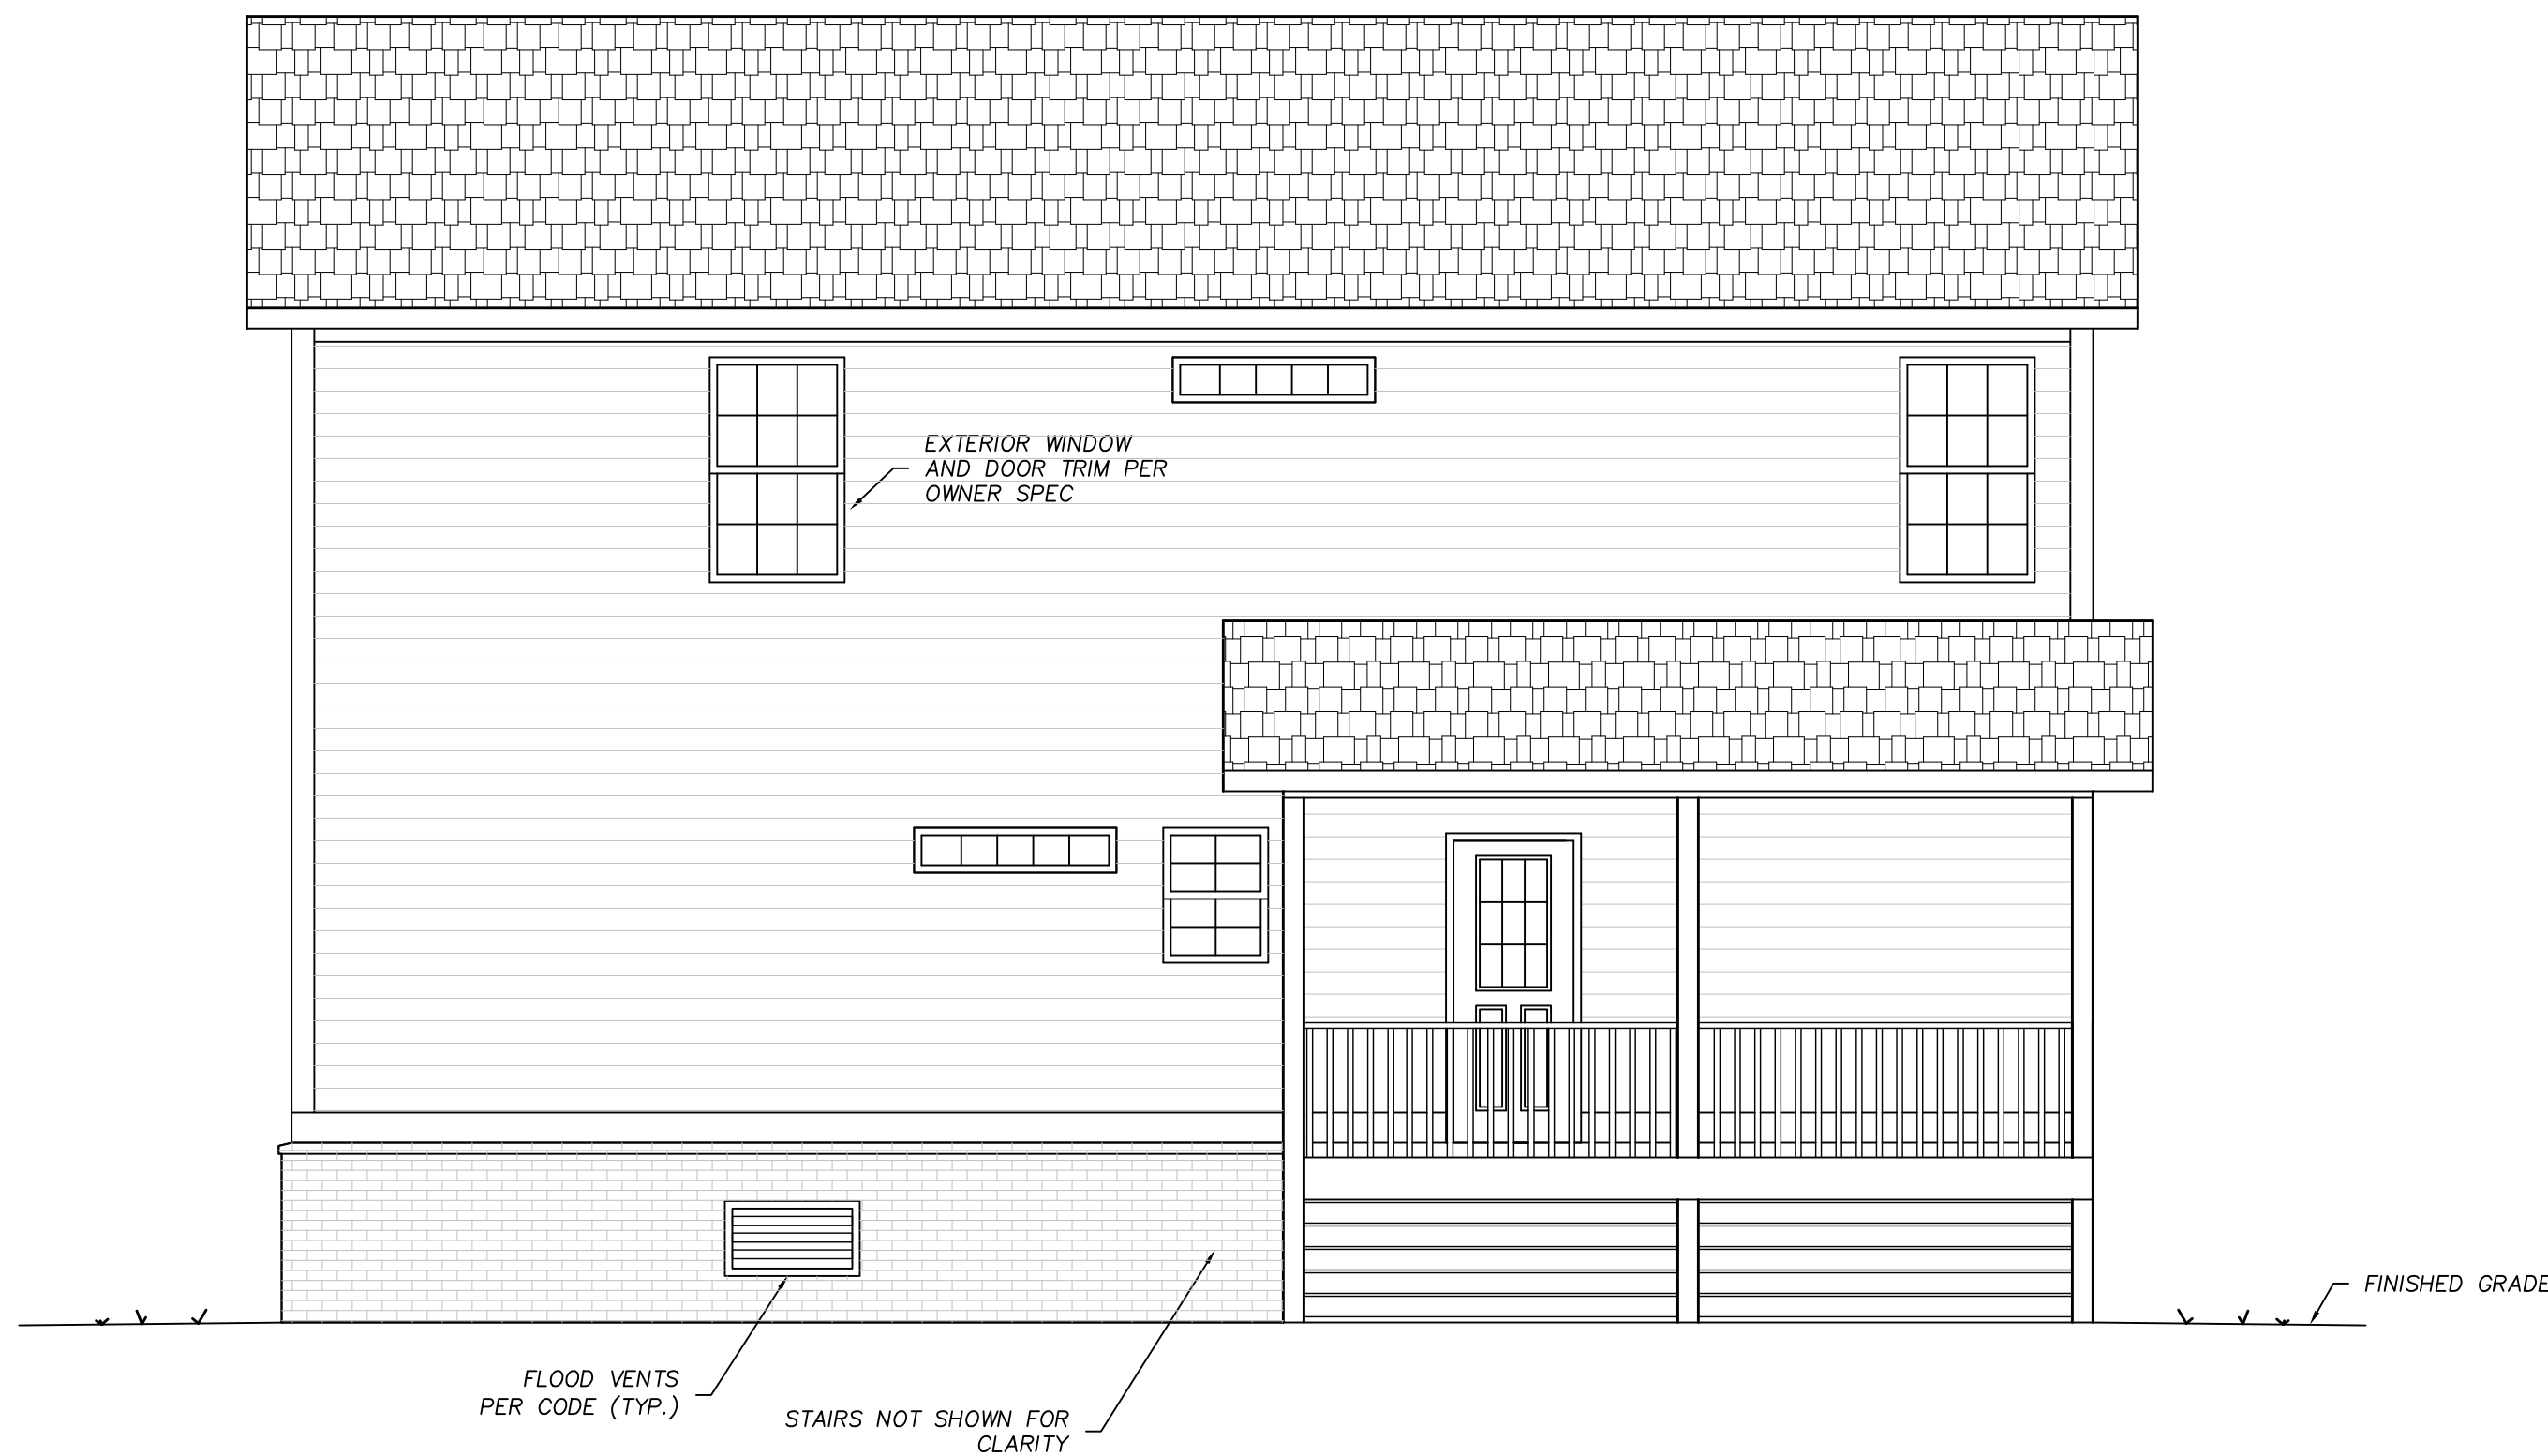 EXTERIOR WINDOW
AND DOOR TRIM PER
OWNER SPEC
FINISHED GRADE
FLOOD VENTS
PER CODE (TYP.)
STAIRS NOT SHOWN FOR
CLARITY